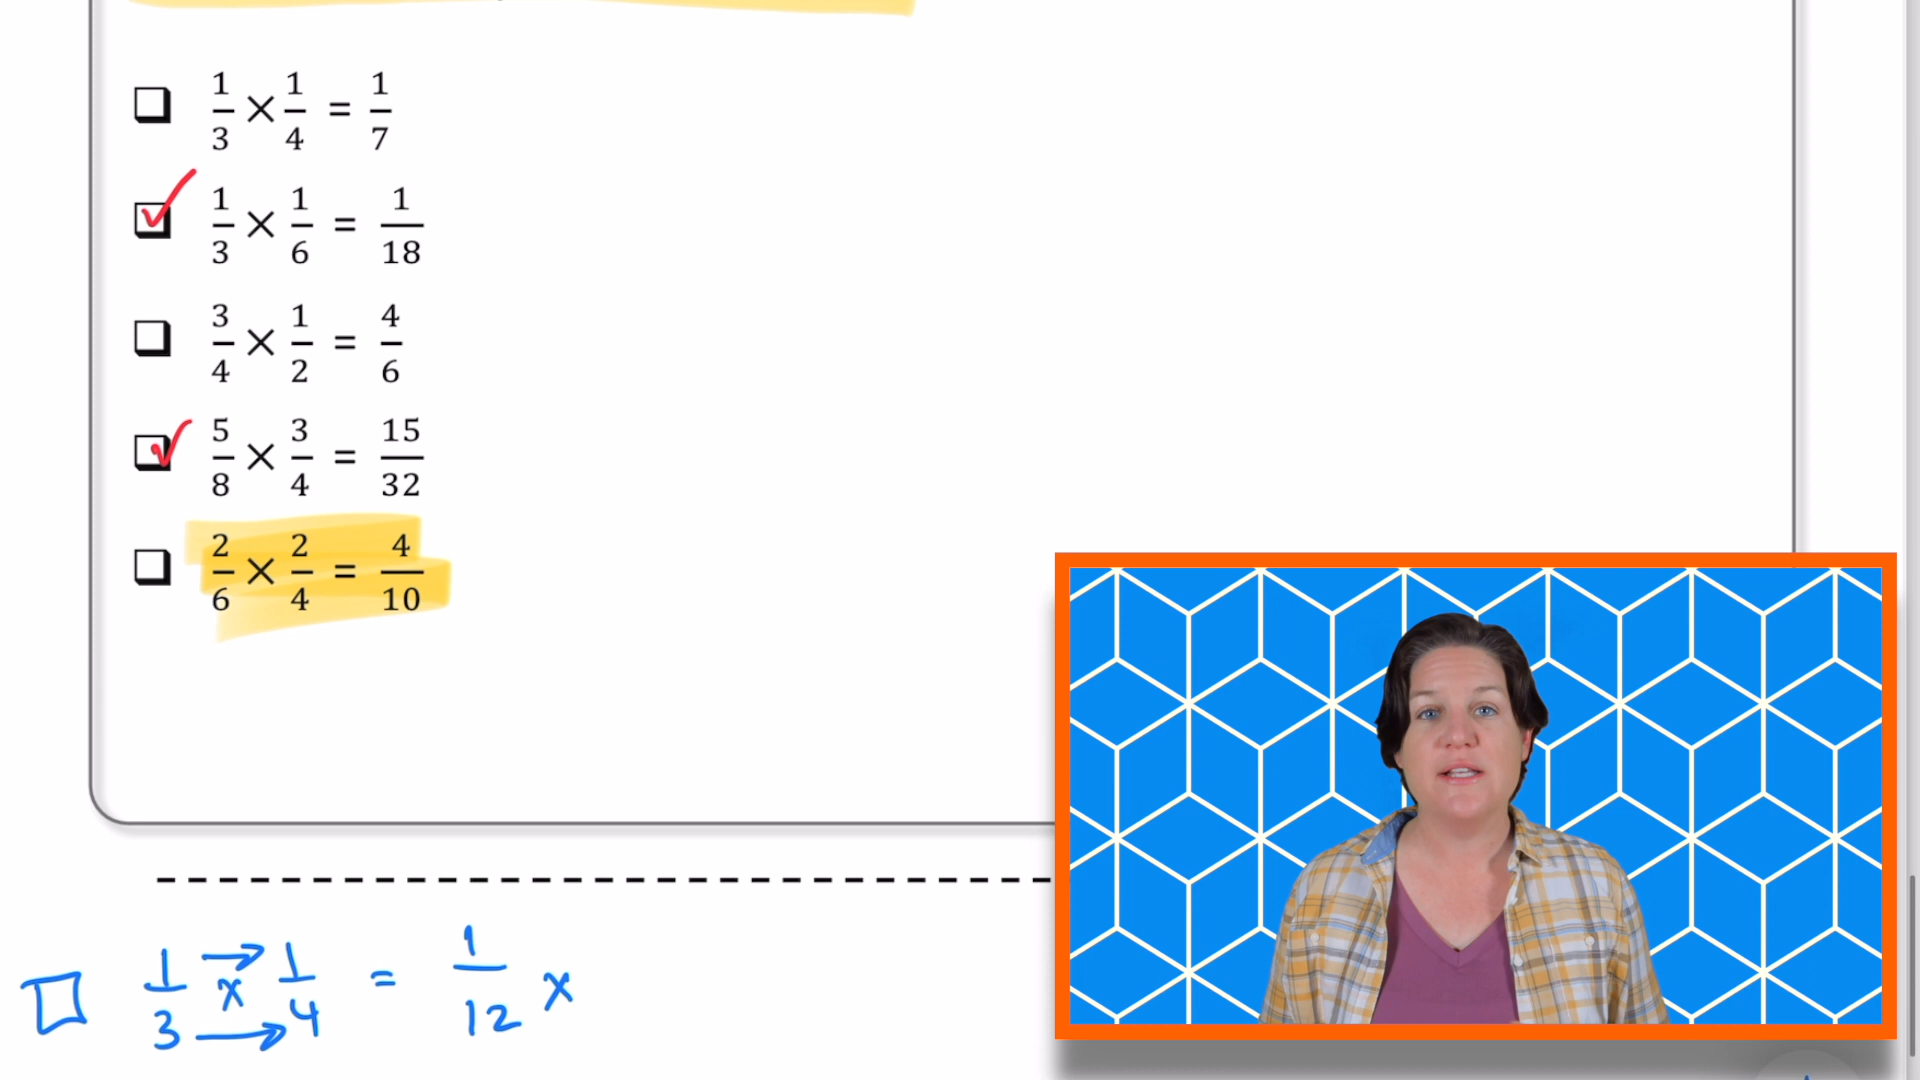 1/3 × 1/4 = 1/7
1/3 × 1/6 = 1/18
3/4 × 1/2 = 4/6
5/8 × 3/4 = 15/32
2/6 × 2/4 = 4/10
1/3 x 1/4 = 1/12 x